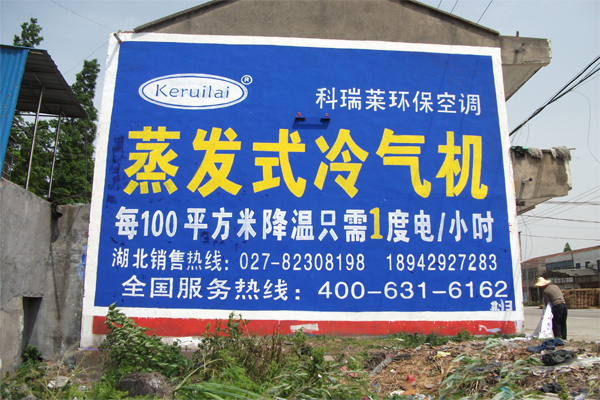 Keruilai®
科瑞莱环保空调
蒸发式冷气机
每100平方米降温只需1度电/小时
湖北销售热线：027-82308198 18942927283
全国服务热线：400-631-6162